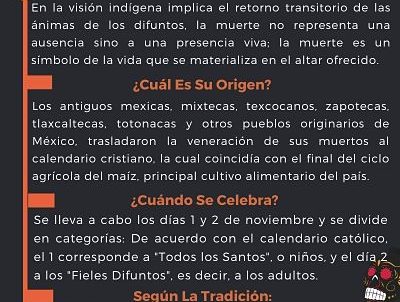 En la visión indígena implica el retorno transitorio de las
ánimas de los difuntos, la muerte no representa una
ausencia sino a una presencia viva; la muerte es un
símbolo de la vida que se materializa en el altar ofrecido.
¿Cuál Es Su Origen?
Los antiguos mexicas, mixtecas, texcocanos, zapotecas,
tlaxcaltecas, totonacas y otros pueblos originarios de
México, trasladaron la veneración de sus muertos al
calendario cristiano, la cual coincidía con el final del ciclo
agrícola del maíz, principal cultivo alimentario del país.
¿Cuándo Se Celebra?
Se lleva a cabo los días 1 y 2 de noviembre y se divide
en categorías: De acuerdo con el calendario católico,
el 1 corresponde a "Todos los Santos", o niños, y el día 2
a los "Fieles Difuntos", es decir, a los adultos.
Según La Tradición: